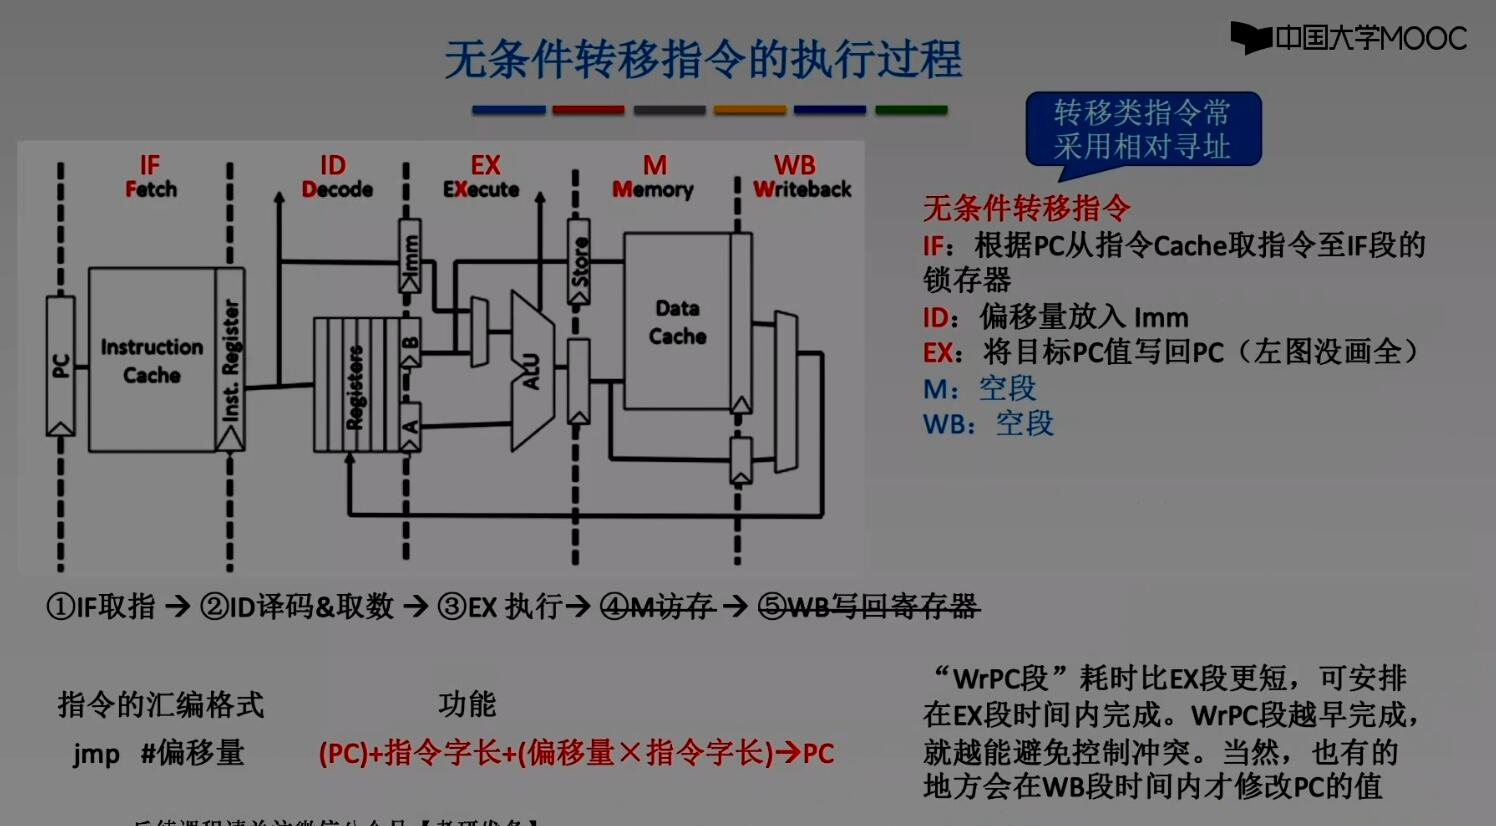 中国大学MOOC
无条件转移指令的执行过程
转移类指令常
采用相对寻址
IF
Fetch
ID
Decode
EX
EXecute
M
Memory
WB
Writeback
PC
Instruction
Cache
Inst. Register
Registers
Imm
B
A
ALU
Store
Data
Cache
无条件转移指令
IF：根据PC从指令Cache取指令至IF段的
锁存器
ID：偏移量放入 Imm
EX：将目标PC值写回PC（左图没画全）
M：空段
WB：空段
①IF取指 → ②ID译码&取数 → ③EX 执行→ ④M访存 → ⑤WB写回寄存器
指令的汇编格式 功能
jmp #偏移量 (PC)+指令字长+(偏移量×指令字长)→PC
“WrPC段”耗时比EX段更短，可安排
在EX段时间内完成。WrPC段越早完成，
就越能避免控制冲突。当然，也有的
地方会在WB段时间内才修改PC的值